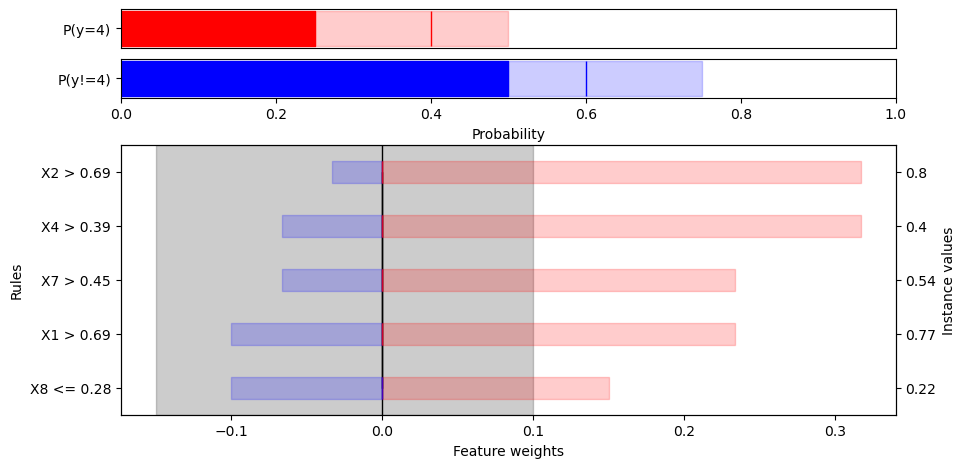 P(y=4)
P(y!=4)
0.0 0.2 0.4 0.6 0.8 1.0
Probability
X2 > 0.69 0.8
X4 > 0.39 0.4
X7 > 0.45 0.54
X1 > 0.69 0.77
X8 <= 0.28 0.22
Rules
Instance values
−0.1 0.0 0.1 0.2 0.3
Feature weights